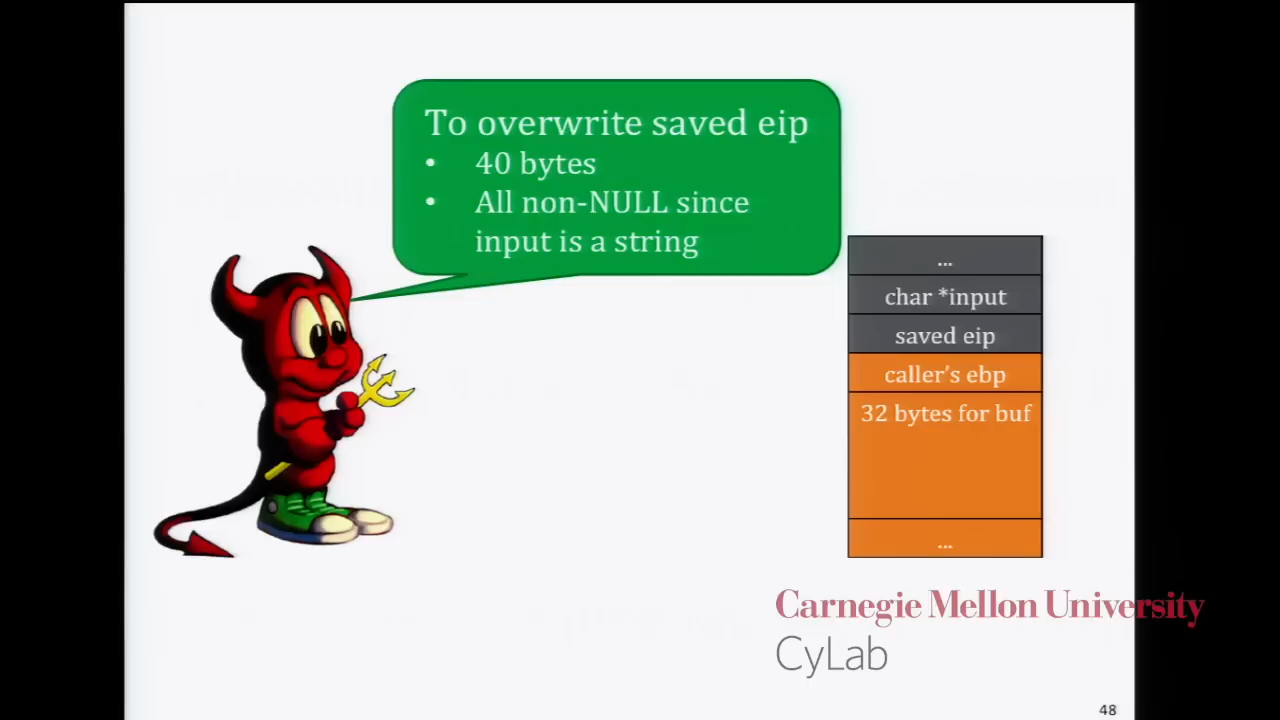 To overwrite saved eip
• 40 bytes
• All non-NULL since
input is a string
...
char *input
saved eip
caller's ebp
32 bytes for buf
...
Carnegie Mellon University
CyLab
48